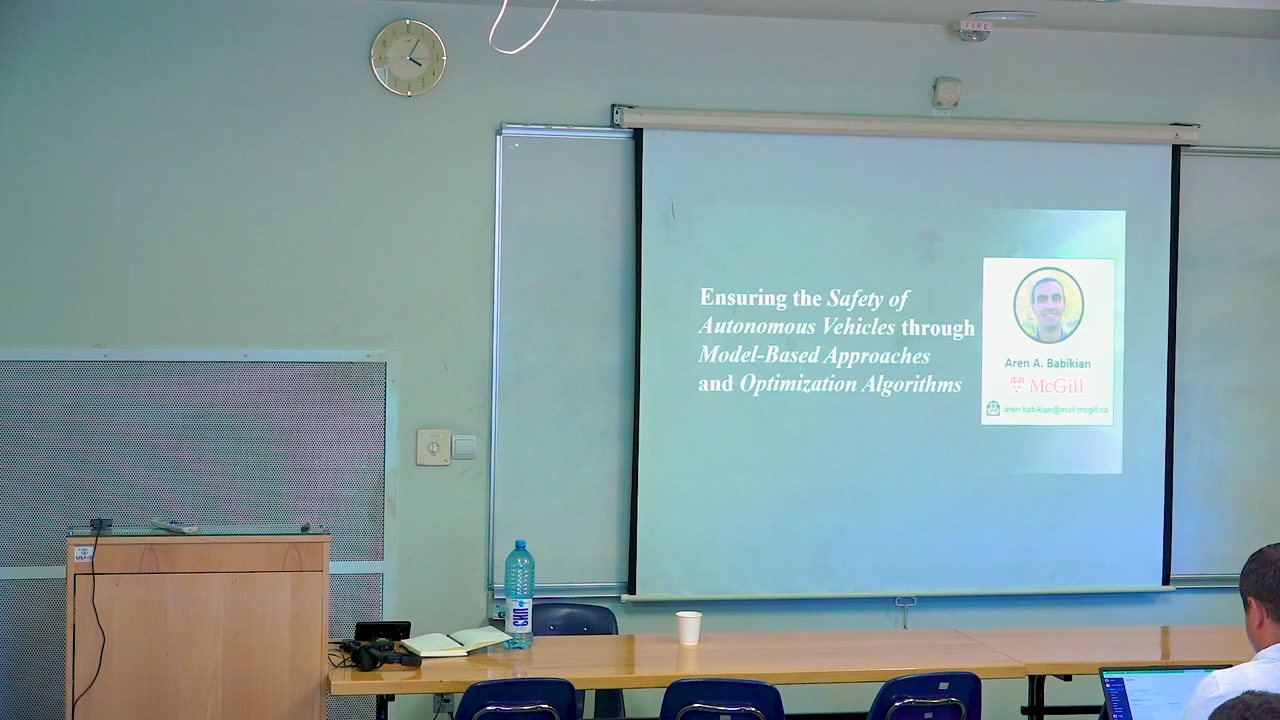 FIRE
Ensuring the Safety of
Autonomous Vehicles through
Model-Based Approaches
and Optimization Algorithms
Aren A. Babikian
McGill
aren.babikian@mail.mcgill.ca
USAID